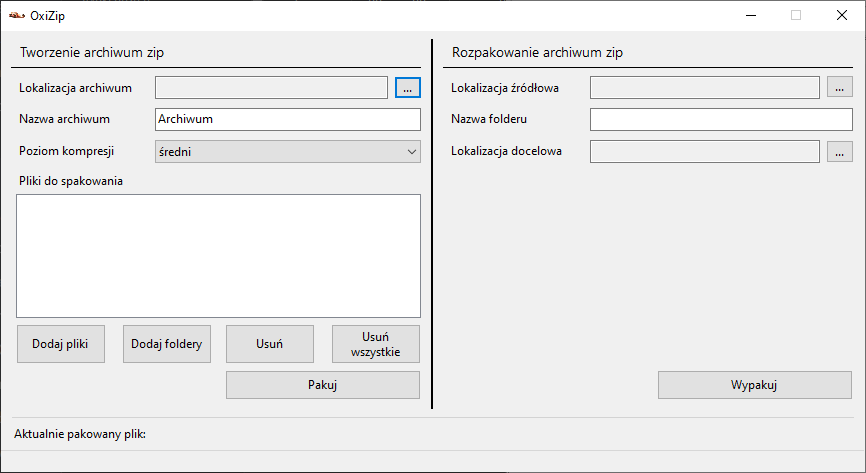 OxiZip
Tworzenie archiwum zip
Lokalizacja archiwum
...
Nazwa archiwum
Archiwum
Poziom kompresji
średni
Pliki do spakowania
Dodaj pliki
Dodaj foldery
Usuń
Usuń
wszystkie
Pakuj
Rozpakowanie archiwum zip
Lokalizacja źródłowa
...
Nazwa folderu
Lokalizacja docelowa
...
Wypakuj
Aktualnie pakowany plik: